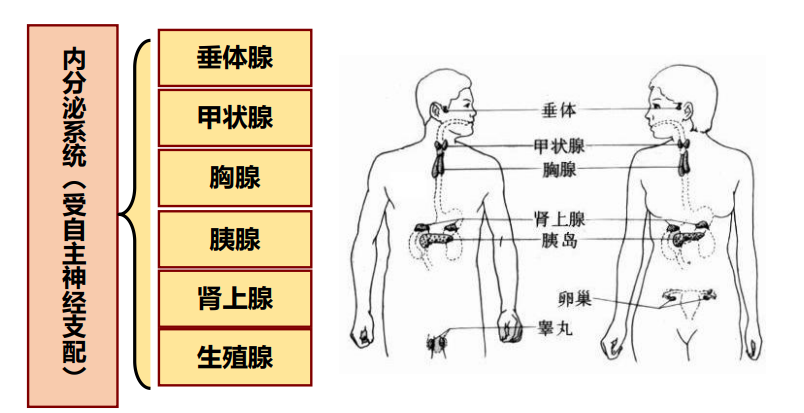 内分泌系统（受自主神经支配）
垂体腺
甲状腺
胸腺
胰腺
肾上腺
生殖腺
垂体
甲状腺
胸腺
肾上腺
胰岛
卵巢
睾丸